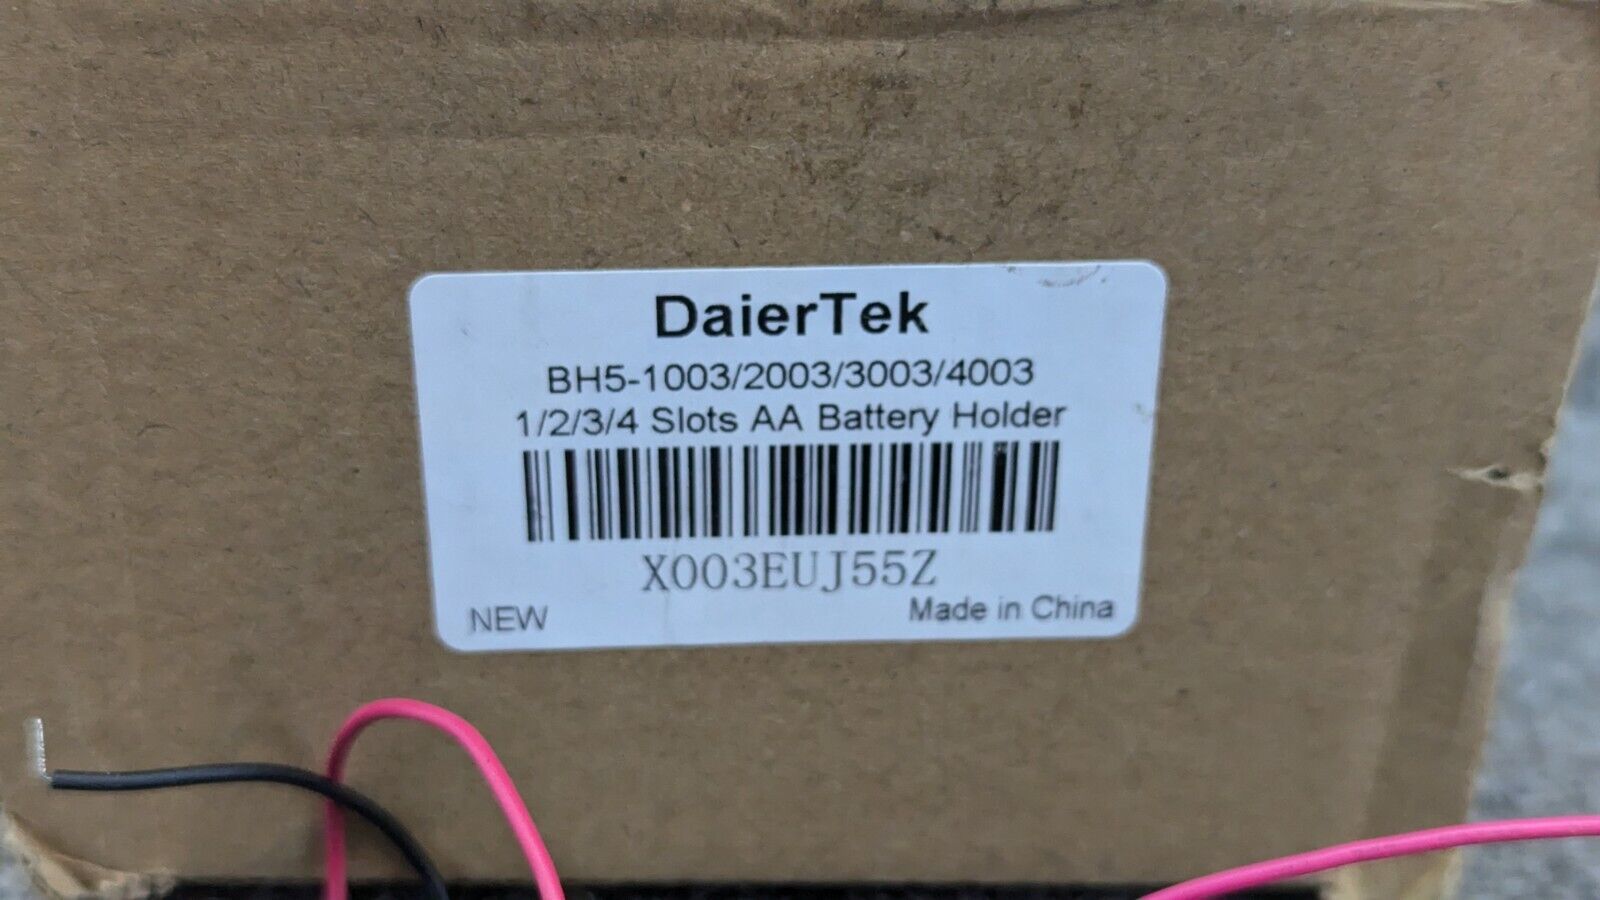 DaierTek
BH5-1003/2003/3003/4003
1/2/3/4 Slots AA Battery Holder
X003EUJ55Z
NEW
Made in China